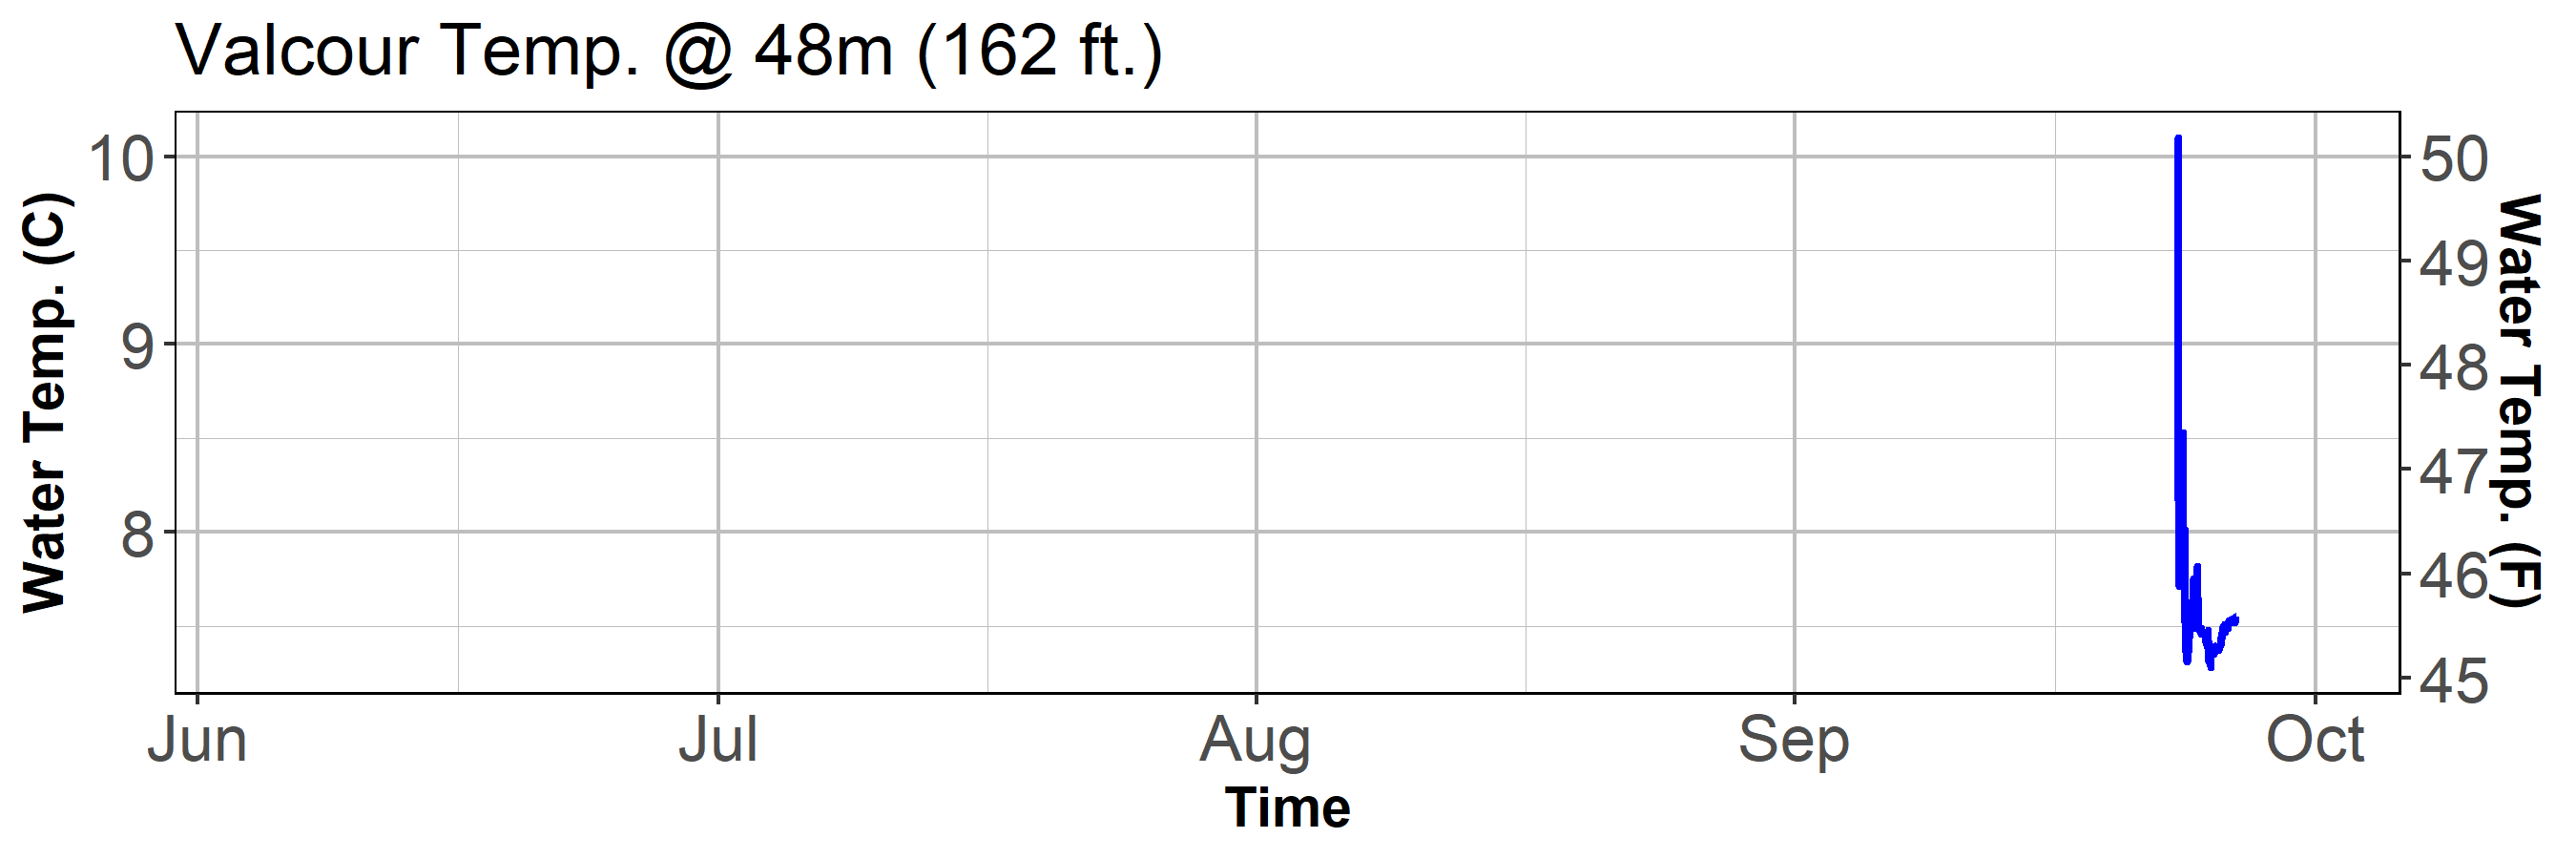 Valcour Temp. @ 48m (162 ft.)
Water Temp. (C)
10
9
8
50
49
48
47
46
45
Water Temp. (F)
Jun Jul Aug Sep Oct
Time